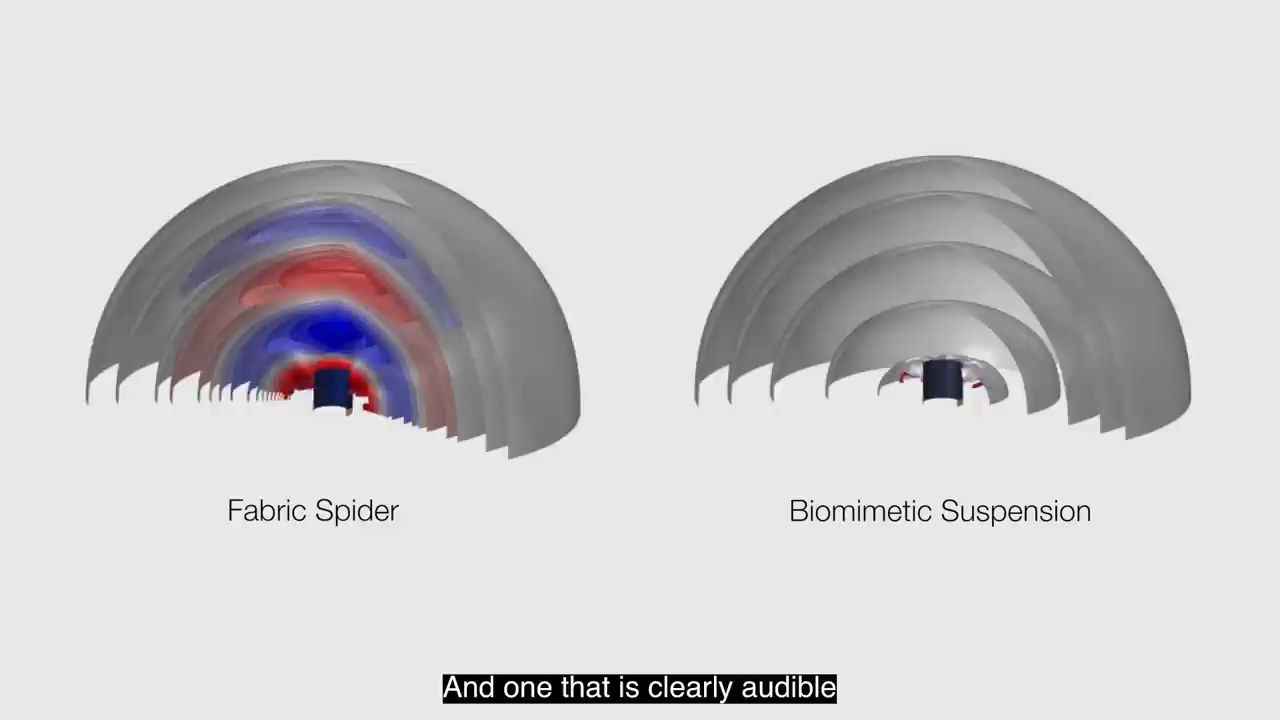 Fabric Spider
Biomimetic Suspension
And one that is clearly audible